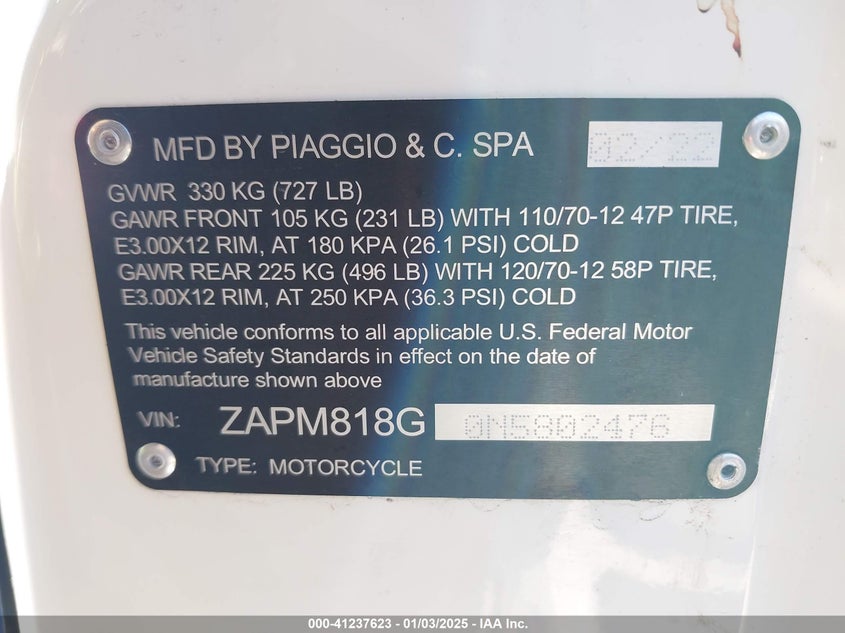 MFD BY PIAGGIO & C. SPA 02/22
GVWR 330 KG (727 LB)
GAWR FRONT 105 KG (231 LB) WITH 110/70-12 47P TIRE,
E3.00X12 RIM, AT 180 KPA (26.1 PSI) COLD
GAWR REAR 225 KG (496 LB) WITH 120/70-12 58P TIRE,
E3.00X12 RIM, AT 250 KPA (36.3 PSI) COLD
This vehicle conforms to all applicable U.S. Federal Motor
Vehicle Safety Standards in effect on the date of
manufacture shown above
VIN: ZAPM818G 0N5802476
TYPE: MOTORCYCLE
000-41237623 — 01/03/2025 — IAA Inc.